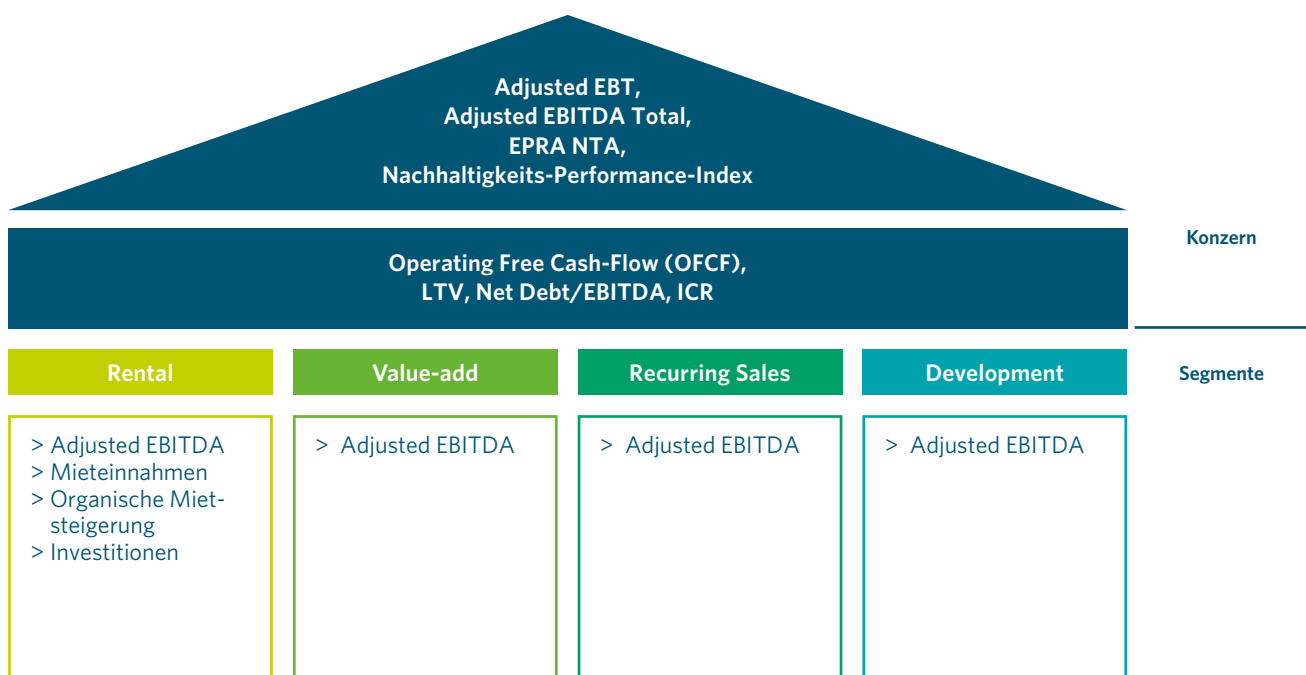 Adjusted EBT,
Adjusted EBITDA Total,
EPRA NTA,
Nachhaltigkeits-Performance-Index
Konzern
Operating Free Cash-Flow (OFCF),
LTV, Net Debt/EBITDA, ICR
Rental
Value-add
Recurring Sales
Development
Segmente
> Adjusted EBITDA
> Mieteinnahmen
> Organische Miet-
steigerung
> Investitionen
> Adjusted EBITDA
> Adjusted EBITDA
> Adjusted EBITDA